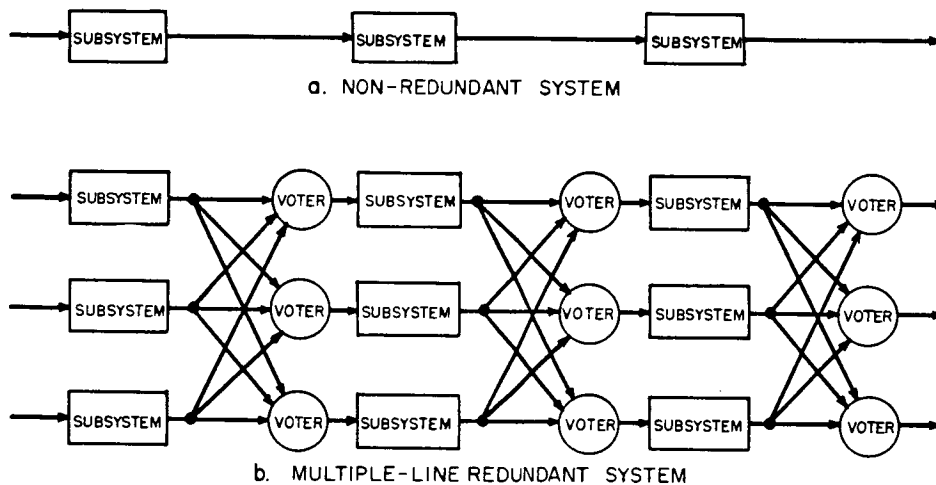 SUBSYSTEM SUBSYSTEM SUBSYSTEM
a. NON-REDUNDANT SYSTEM
SUBSYSTEM VOTER SUBSYSTEM VOTER SUBSYSTEM VOTER
SUBSYSTEM VOTER SUBSYSTEM VOTER SUBSYSTEM VOTER
SUBSYSTEM VOTER SUBSYSTEM VOTER SUBSYSTEM VOTER
b. MULTIPLE-LINE REDUNDANT SYSTEM